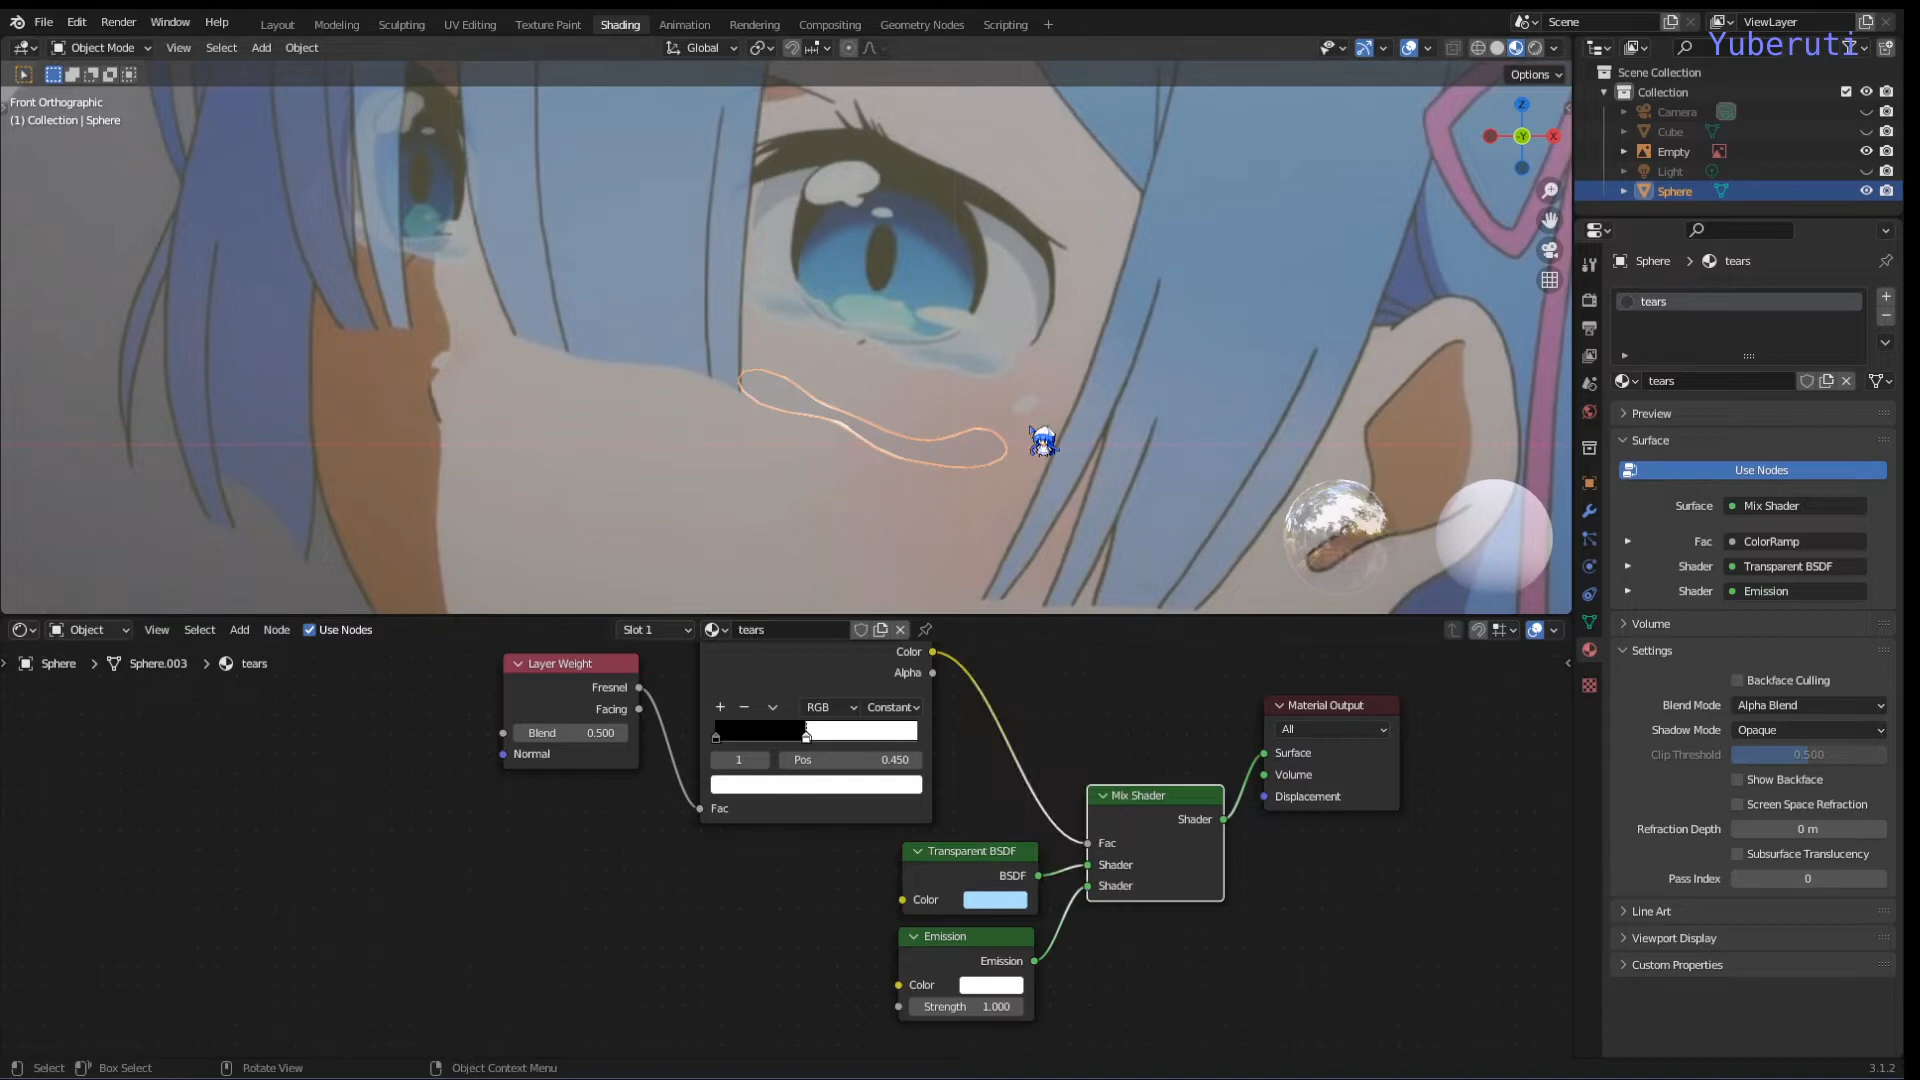 File Edit Render Window Help Layout Modeling Sculpting UV Editing Texture Paint Shading Animation Rendering Compositing Geometry Nodes Scripting + Scene ViewLayer
Yuberuti
Object Mode View Select Add Object Global
Options
Front Orthographic
(1) Collection | Sphere
Z
X
-Y
Scene Collection
Collection
Camera
Cube
Empty
Light
Sphere
Sphere > tears
tears
tears
Preview
Surface
Use Nodes
Surface Mix Shader
Fac ColorRamp
Shader Transparent BSDF
Shader Emission
Volume
Settings
Backface Culling
Blend Mode Alpha Blend
Shadow Mode Opaque
Clip Threshold 0.500
Show Backface
Screen Space Refraction
Refraction Depth 0 m
Subsurface Translucency
Pass Index 0
Line Art
Viewport Display
Custom Properties
Object View Select Add Node Use Nodes Slot 1 tears
Sphere > Sphere.003 > tears
Layer Weight
Fresnel
Facing
Blend 0.500
Normal
Color
Alpha
+ − RGB Constant
1 Pos 0.450
Fac
Transparent BSDF
BSDF
Color
Emission
Emission
Color
Strength 1.000
Mix Shader
Shader
Fac
Shader
Shader
Material Output
All
Surface
Volume
Displacement
Select Box Select Rotate View Object Context Menu 3.1.2